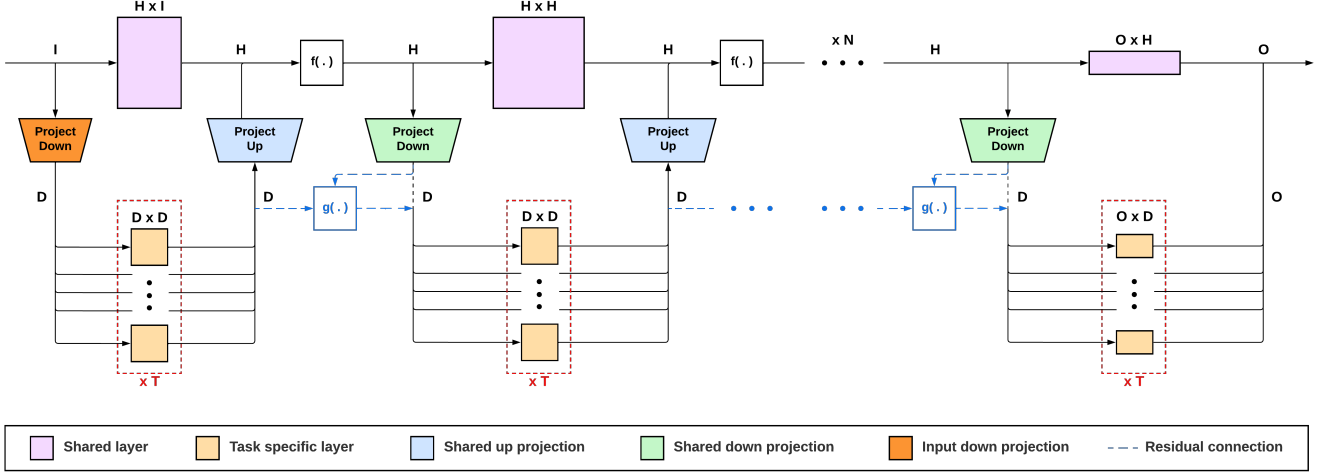 H x I
H x H
I
H
f( . )
H
H
f( . )
x N
H
O x H
O
Project
Down
Project
Up
Project
Down
Project
Up
Project
Down
D
D
g( . )
D
D
g( . )
D
O
D x D
D x D
O x D
x T
x T
x T
Shared layer
Task specific layer
Shared up projection
Shared down projection
Input down projection
Residual connection